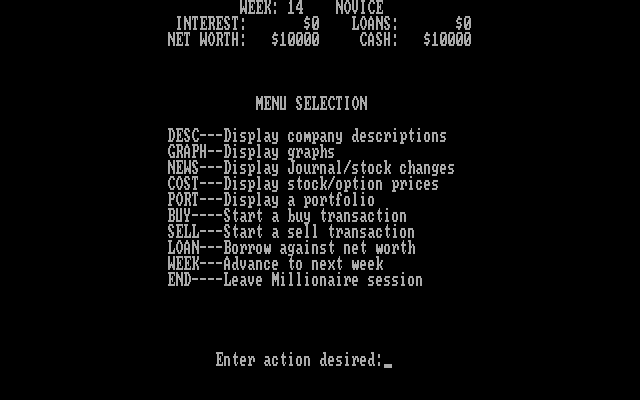 WEEK: 14    NOVICE
INTEREST:       $0    LOANS:       $0
NET WORTH:   $10000     CASH:   $10000
MENU SELECTION
DESC---Display company descriptions
GRAPH--Display graphs
NEWS---Display Journal/stock changes
COST---Display stock/option prices
PORT---Display a portfolio
BUY----Start a buy transaction
SELL---Start a sell transaction
LOAN---Borrow against net worth
WEEK---Advance to next week
END----Leave Millionaire session
Enter action desired:_